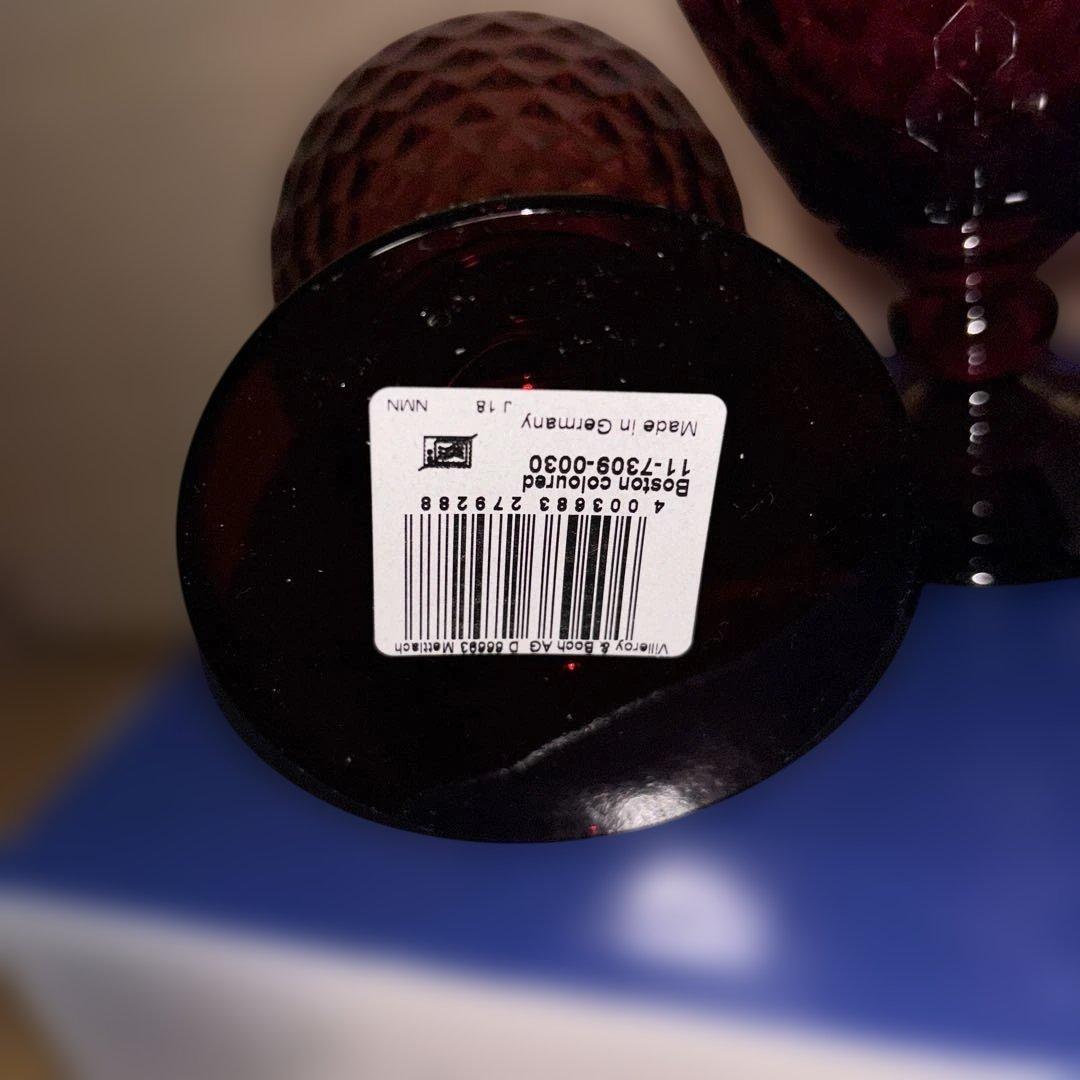 Villeroy & Boch AG D 66693 Mettlach
4 003683 279288
Boston coloured
11-7309-0030
Made in Germany
J 18 NMN